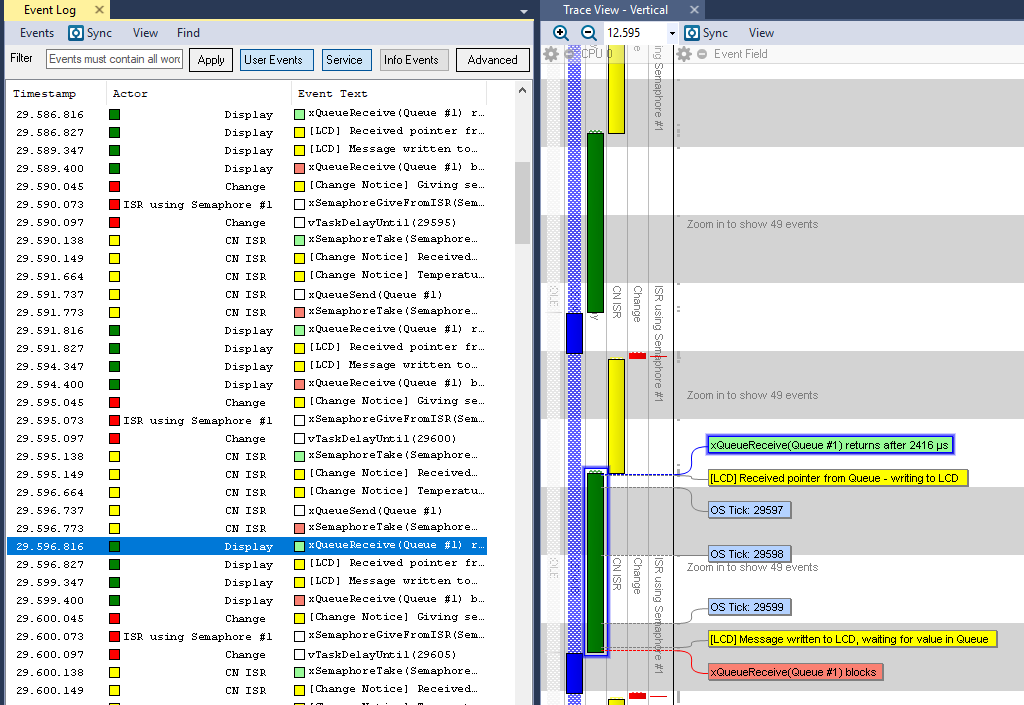 Event Log
Events Sync View Find
Filter Events must contain all wor Apply User Events Service Info Events Advanced
Timestamp Actor Event Text
29.586.816 Display xQueueReceive(Queue #1) r…
29.586.827 Display [LCD] Received pointer fr…
29.589.347 Display [LCD] Message written to…
29.589.400 Display xQueueReceive(Queue #1) b…
29.590.045 Change [Change Notice] Giving se…
29.590.073 ISR using Semaphore #1 xSemaphoreGiveFromISR(Sem…
29.590.097 Change vTaskDelayUntil(29595)
29.590.138 CN ISR xSemaphoreTake(Semaphore…
29.590.149 CN ISR [Change Notice] Received…
29.591.664 CN ISR [Change Notice] Temperatu…
29.591.737 CN ISR xQueueSend(Queue #1)
29.591.773 CN ISR xSemaphoreTake(Semaphore…
29.591.816 Display xQueueReceive(Queue #1) r…
29.591.827 Display [LCD] Received pointer fr…
29.594.347 Display [LCD] Message written to…
29.594.400 Display xQueueReceive(Queue #1) b…
29.595.045 Change [Change Notice] Giving se…
29.595.073 ISR using Semaphore #1 xSemaphoreGiveFromISR(Sem…
29.595.097 Change vTaskDelayUntil(29600)
29.595.138 CN ISR xSemaphoreTake(Semaphore…
29.595.149 CN ISR [Change Notice] Received…
29.596.664 CN ISR [Change Notice] Temperatu…
29.596.737 CN ISR xQueueSend(Queue #1)
29.596.773 CN ISR xSemaphoreTake(Semaphore…
29.596.816 Display xQueueReceive(Queue #1) r…
29.596.827 Display [LCD] Received pointer fr…
29.599.347 Display [LCD] Message written to…
29.599.400 Display xQueueReceive(Queue #1) b…
29.600.045 Change [Change Notice] Giving se…
29.600.073 ISR using Semaphore #1 xSemaphoreGiveFromISR(Sem…
29.600.097 Change vTaskDelayUntil(29605)
29.600.138 CN ISR xSemaphoreTake(Semaphore…
29.600.149 CN ISR [Change Notice] Received…
Trace View - Vertical
12.595 Sync View
CPU 0 Event Field
ng Semaphore #1
Zoom in to show 49 events
IDLE
y
CN ISR
Change
ISR using Semaphore #1
Zoom in to show 49 events
xQueueReceive(Queue #1) returns after 2416 µs
[LCD] Received pointer from Queue - writing to LCD
OS Tick: 29597
OS Tick: 29598
Zoom in to show 49 events
IDLE
CN ISR
Change
ISR using Semaphore #1
OS Tick: 29599
[LCD] Message written to LCD, waiting for value in Queue
xQueueReceive(Queue #1) blocks